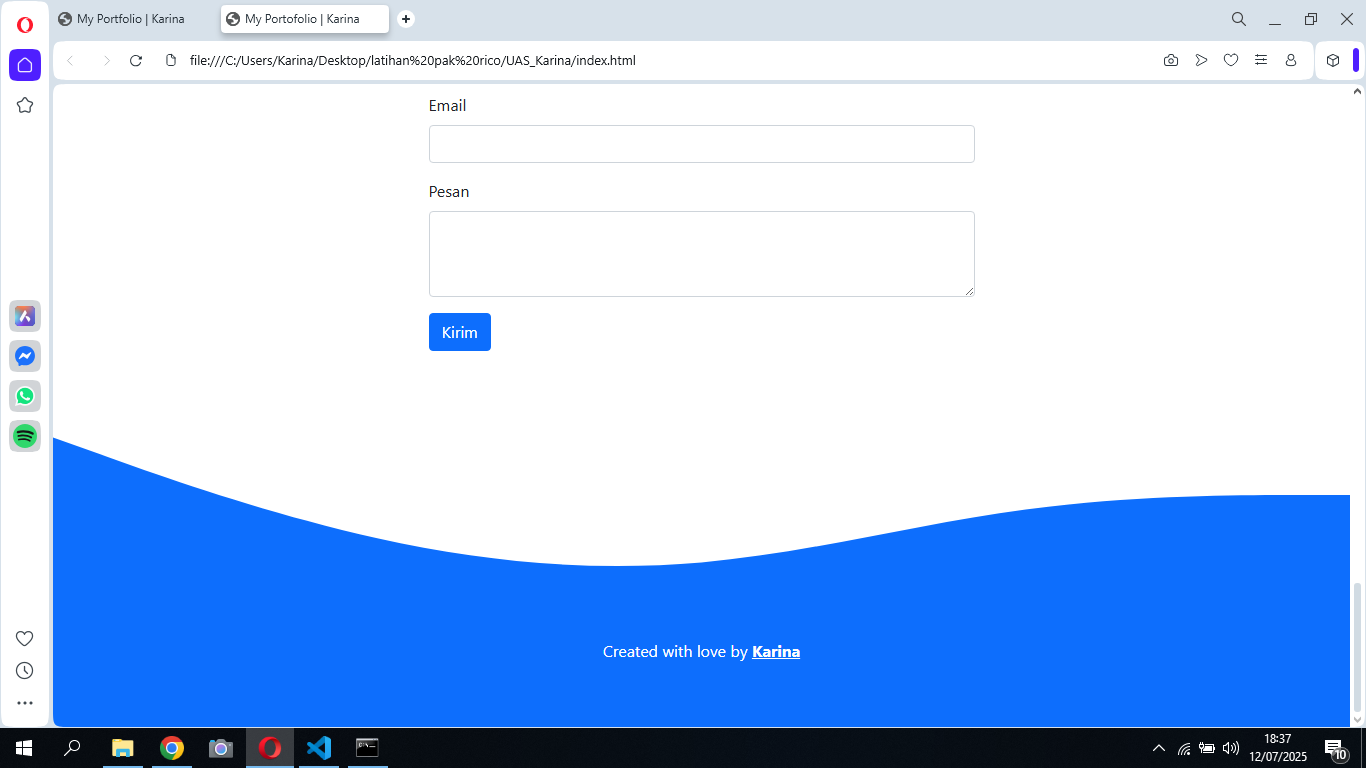 My Portfolio | Karina
My Portofolio | Karina
file:///C:/Users/Karina/Desktop/latihan%20pak%20rico/UAS_Karina/index.html
Email
Pesan
Kirim
Created with love by Karina
18:37
12/07/2025
10